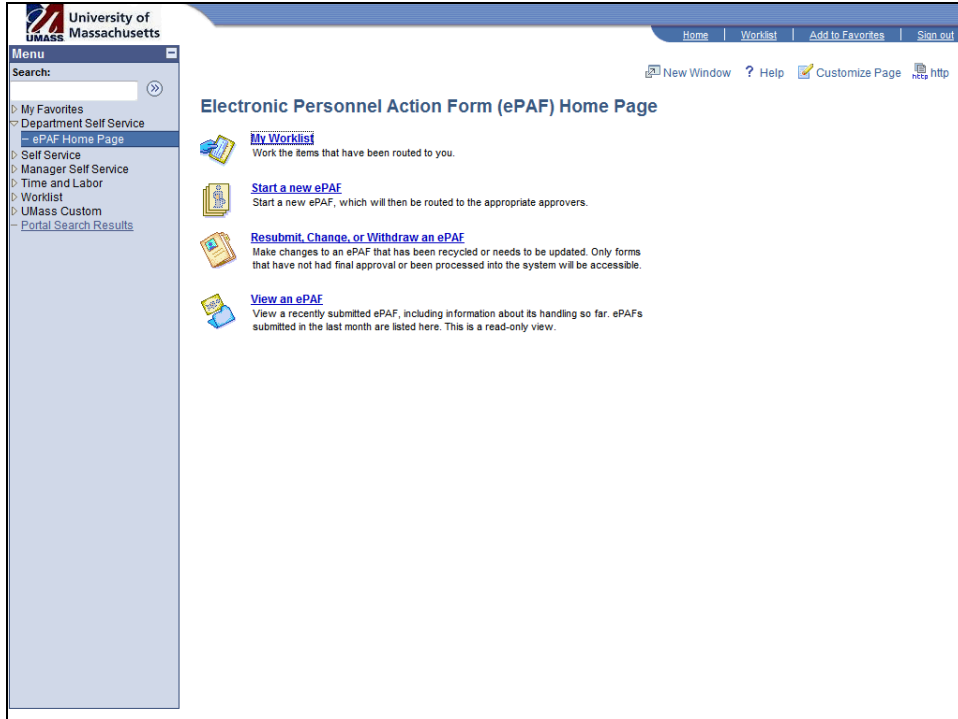 University of
Massachusetts
UMASS
Home | Worklist | Add to Favorites | Sign out
Menu
Search:
New Window ? Help Customize Page http
My Favorites
Department Self Service
– ePAF Home Page
Self Service
Manager Self Service
Time and Labor
Worklist
UMass Custom
– Portal Search Results
Electronic Personnel Action Form (ePAF) Home Page
My Worklist
Work the items that have been routed to you.
Start a new ePAF
Start a new ePAF, which will then be routed to the appropriate approvers.
Resubmit, Change, or Withdraw an ePAF
Make changes to an ePAF that has been recycled or needs to be updated. Only forms
that have not had final approval or been processed into the system will be accessible.
View an ePAF
View a recently submitted ePAF, including information about its handling so far. ePAFs
submitted in the last month are listed here. This is a read-only view.